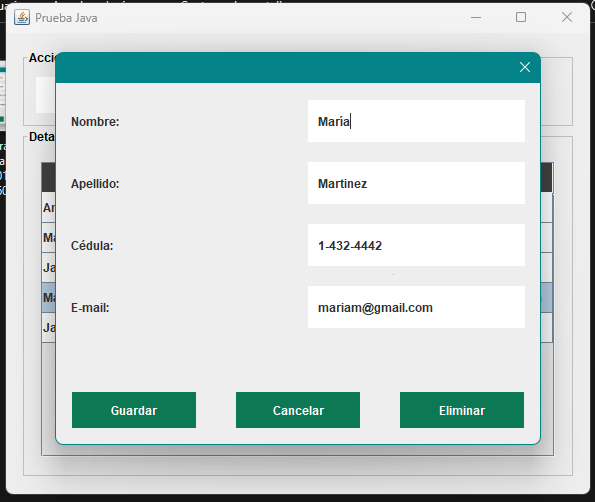 Prueba Java
Acci
Nombre:
María
Apellido:
Martinez
Deta
Cédula:
1-432-4442
E-mail:
mariam@gmail.com
Ar
Ma
Ja
Ma
Ja
Guardar
Cancelar
Eliminar